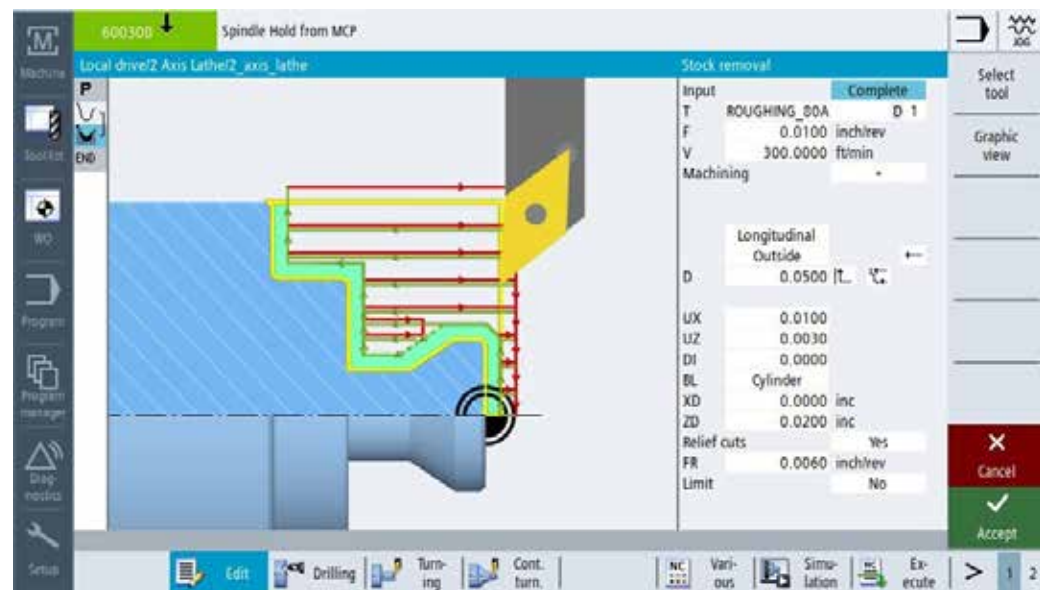 600300 Spindle Hold from MCP
M
JOG
Machine
Local drive/2 Axis Lathe/2_axis_lathe
Stock removal
Select
tool
P
END
Input Complete
T ROUGHING_80A D 1
F 0.0100 inch/rev
V 300.0000 ft/min
Machining
Graphic
view
Longitudinal
Outside
D 0.0500
UX 0.0100
UZ 0.0030
DI 0.0000
BL Cylinder
XD 0.0000 inc
ZD 0.0200 inc
Relief cuts Yes
FR 0.0060 inch/rev
Limit No
WO
Program
Program
manager
Diag-
nostics
Setup
Cancel
Accept
Edit
Drilling
Turn-
ing
Cont.
turn.
NC
Vari-
ous
Simu-
lation
NC
Ex-
ecute
> 1 2